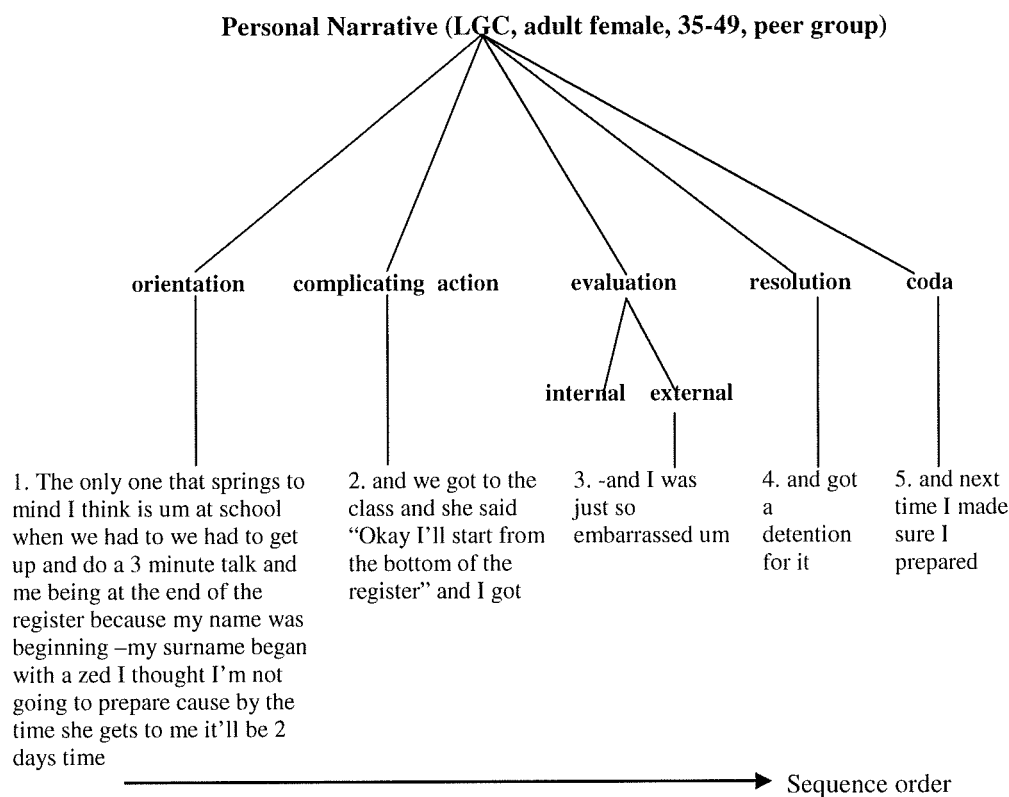 Personal Narrative (LGC, adult female, 35-49, peer group)
orientation
complicating action
evaluation
resolution
coda
internal
external
1. The only one that springs to
mind I think is um at school
when we had to we had to get
up and do a 3 minute talk and
me being at the end of the
register because my name was
beginning –my surname began
with a zed I thought I'm not
going to prepare cause by the
time she gets to me it'll be 2
days time
2. and we got to the
class and she said
“Okay I'll start from
the bottom of the
register” and I got
3. -and I was
just so
embarrassed um
4. and got
a
detention
for it
5. and next
time I made
sure I
prepared
Sequence order